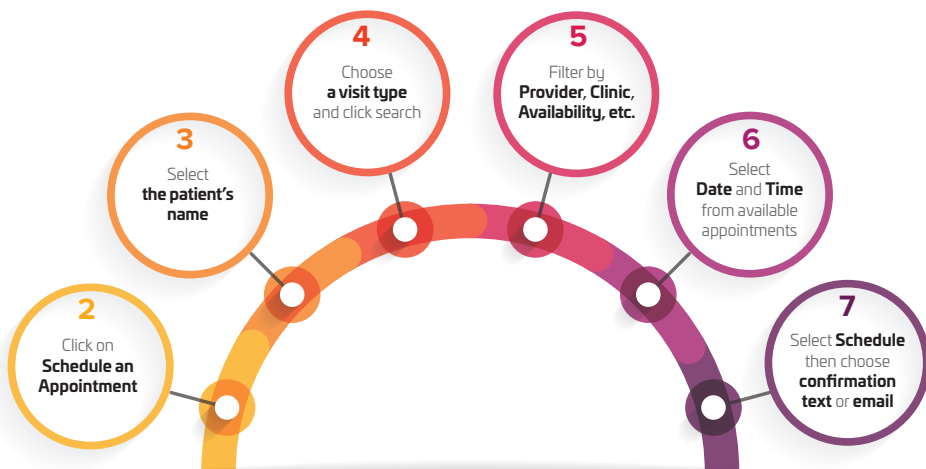 2
Click on
Schedule an
Appointment
3
Select
the patient's
name
4
Choose
a visit type
and click search
5
Filter by
Provider, Clinic,
Availability, etc.
6
Select
Date and Time
from available
appointments
7
Select Schedule
then choose
confirmation
text or email